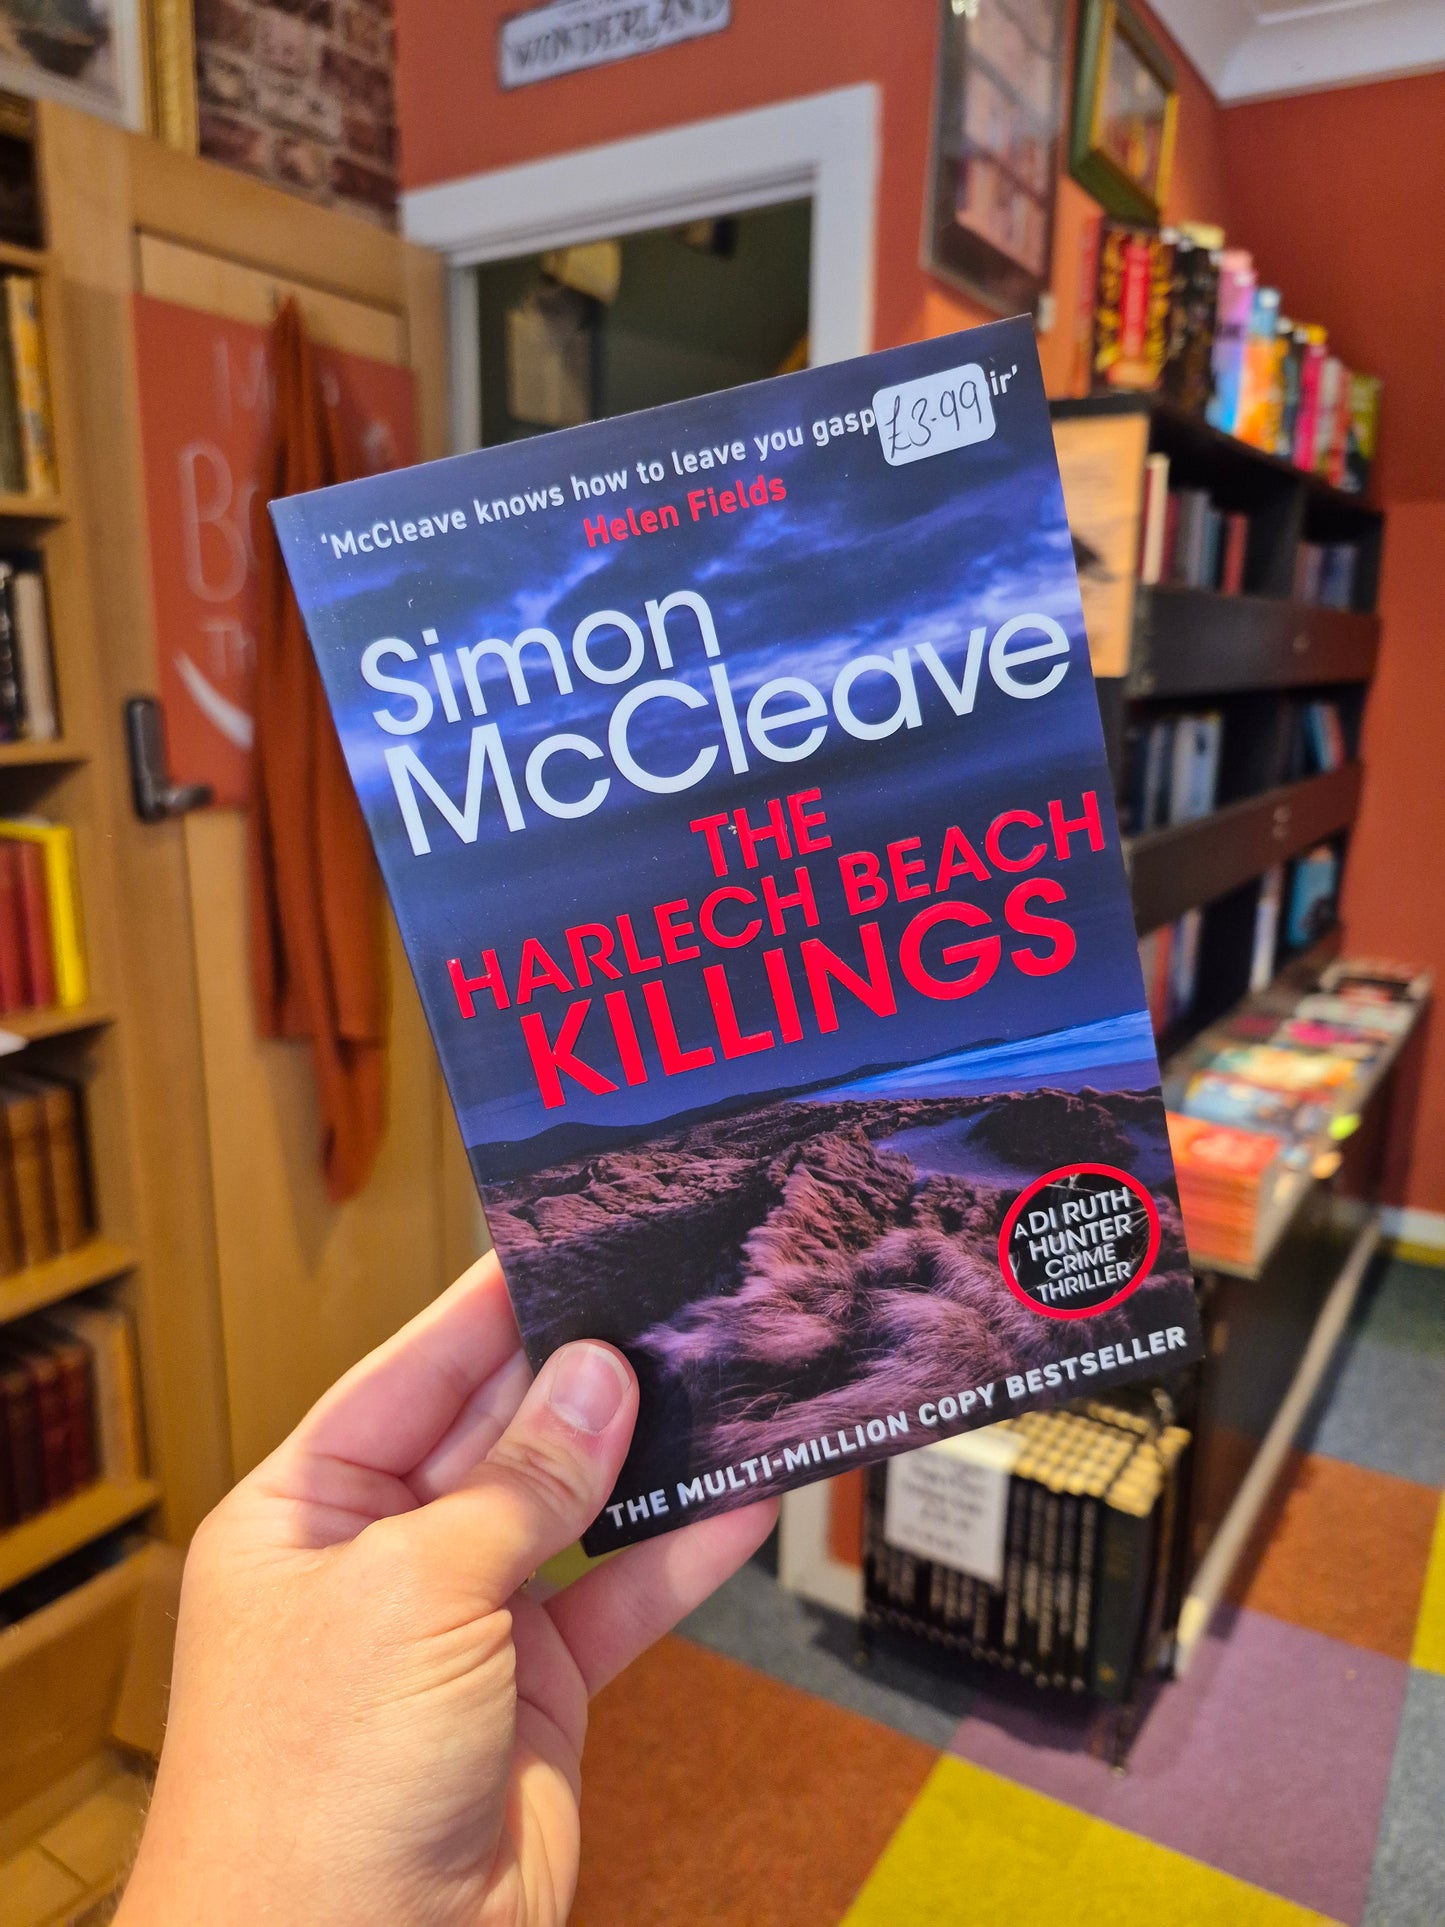 WONDERLAND
'McCleave knows how to leave you gasp
ir'
£3.99
Helen Fields
Simon
McCleave
THE
HARLECH BEACH
KILLINGS
A DI RUTH
HUNTER
CRIME
THRILLER
THE MULTI-MILLION COPY BESTSELLER